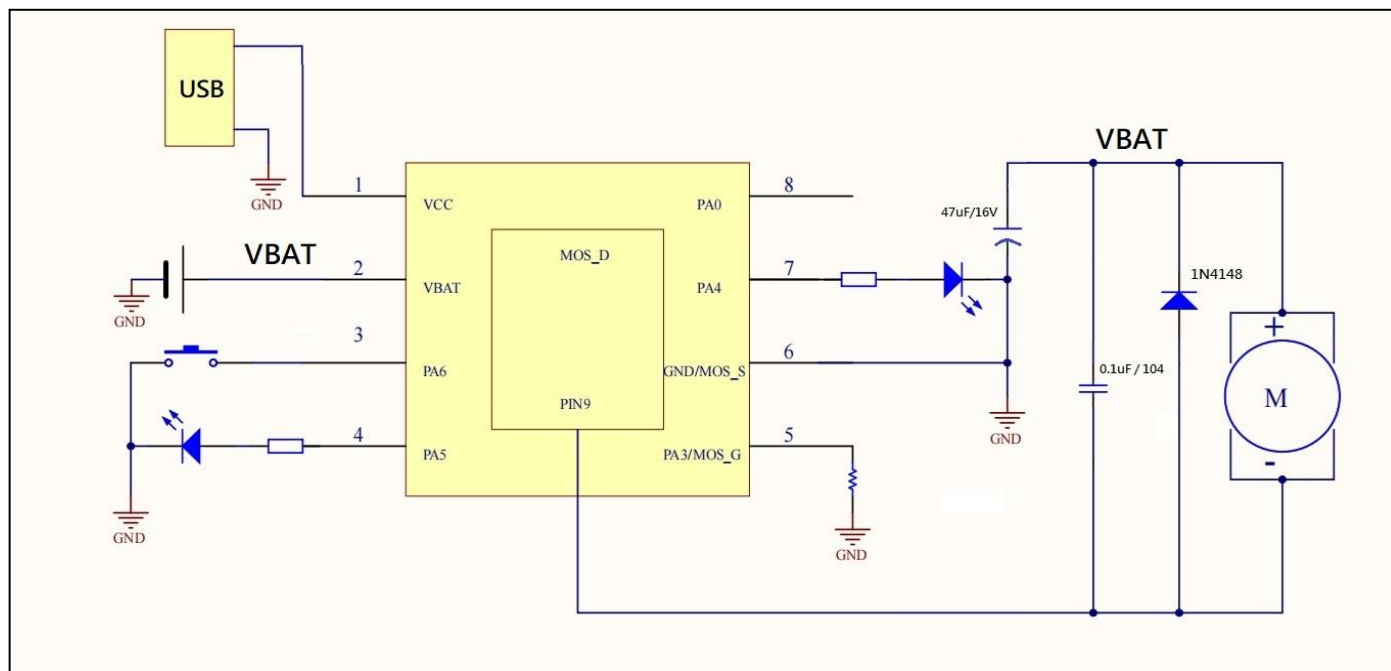 USB
GND
VBAT
GND
1
VCC
2
VBAT
3
PA6
4
PA5
GND
MOS_D
PIN9
8
PA0
7
PA4
6
GND/MOS_S
5
PA3/MOS_G
GND
47uF/16V
GND
VBAT
0.1uF / 104
1N4148
+
M
-